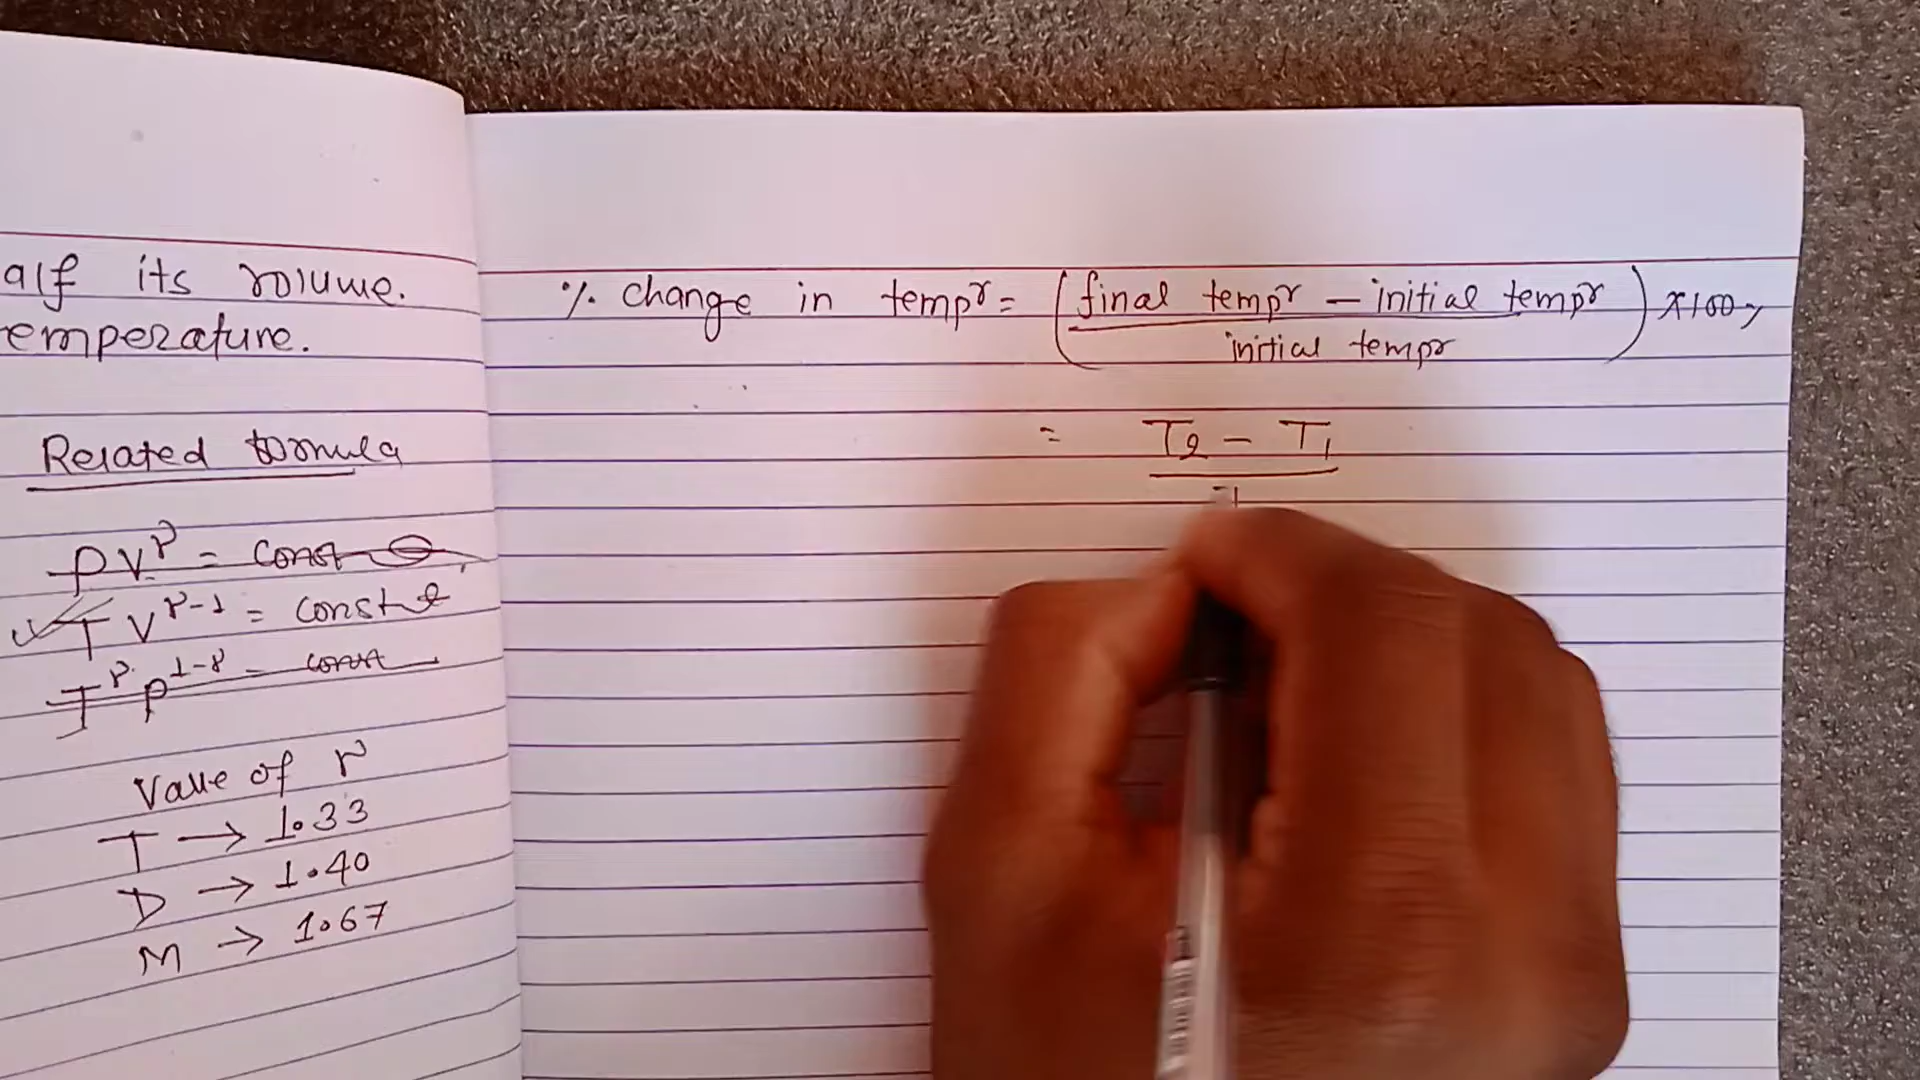 alf its volume.
emperature.
Related formula
PV^γ = const
TV^γ-1 = const
T^γ P^1-γ = const
Value of γ
T → 1.33
D → 1.40
M → 1.67
% change in tempr = (final tempr - initial tempr / initial tempr) × 100%
= T2 - T1